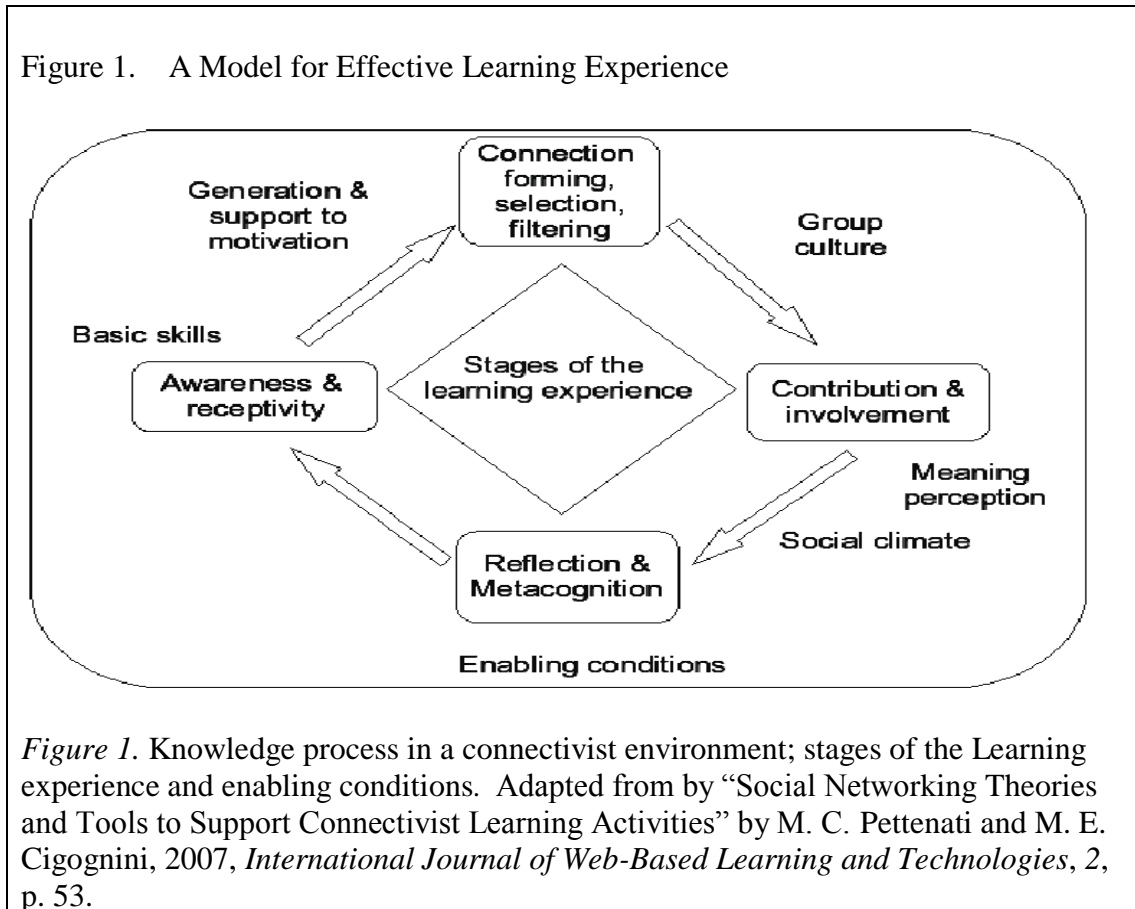 Figure 1. A Model for Effective Learning Experience
Connection
forming,
selection,
filtering
Generation &
support to
motivation
Group
culture
Basic skills
Awareness &
receptivity
Stages of the
learning experience
Contribution &
involvement
Meaning
perception
Social climate
Reflection &
Metacognition
Enabling conditions
Figure 1. Knowledge process in a connectivist environment; stages of the Learning
experience and enabling conditions. Adapted from by “Social Networking Theories
and Tools to Support Connectivist Learning Activities” by M. C. Pettenati and M. E.
Cigognini, 2007, International Journal of Web-Based Learning and Technologies, 2,
p. 53.